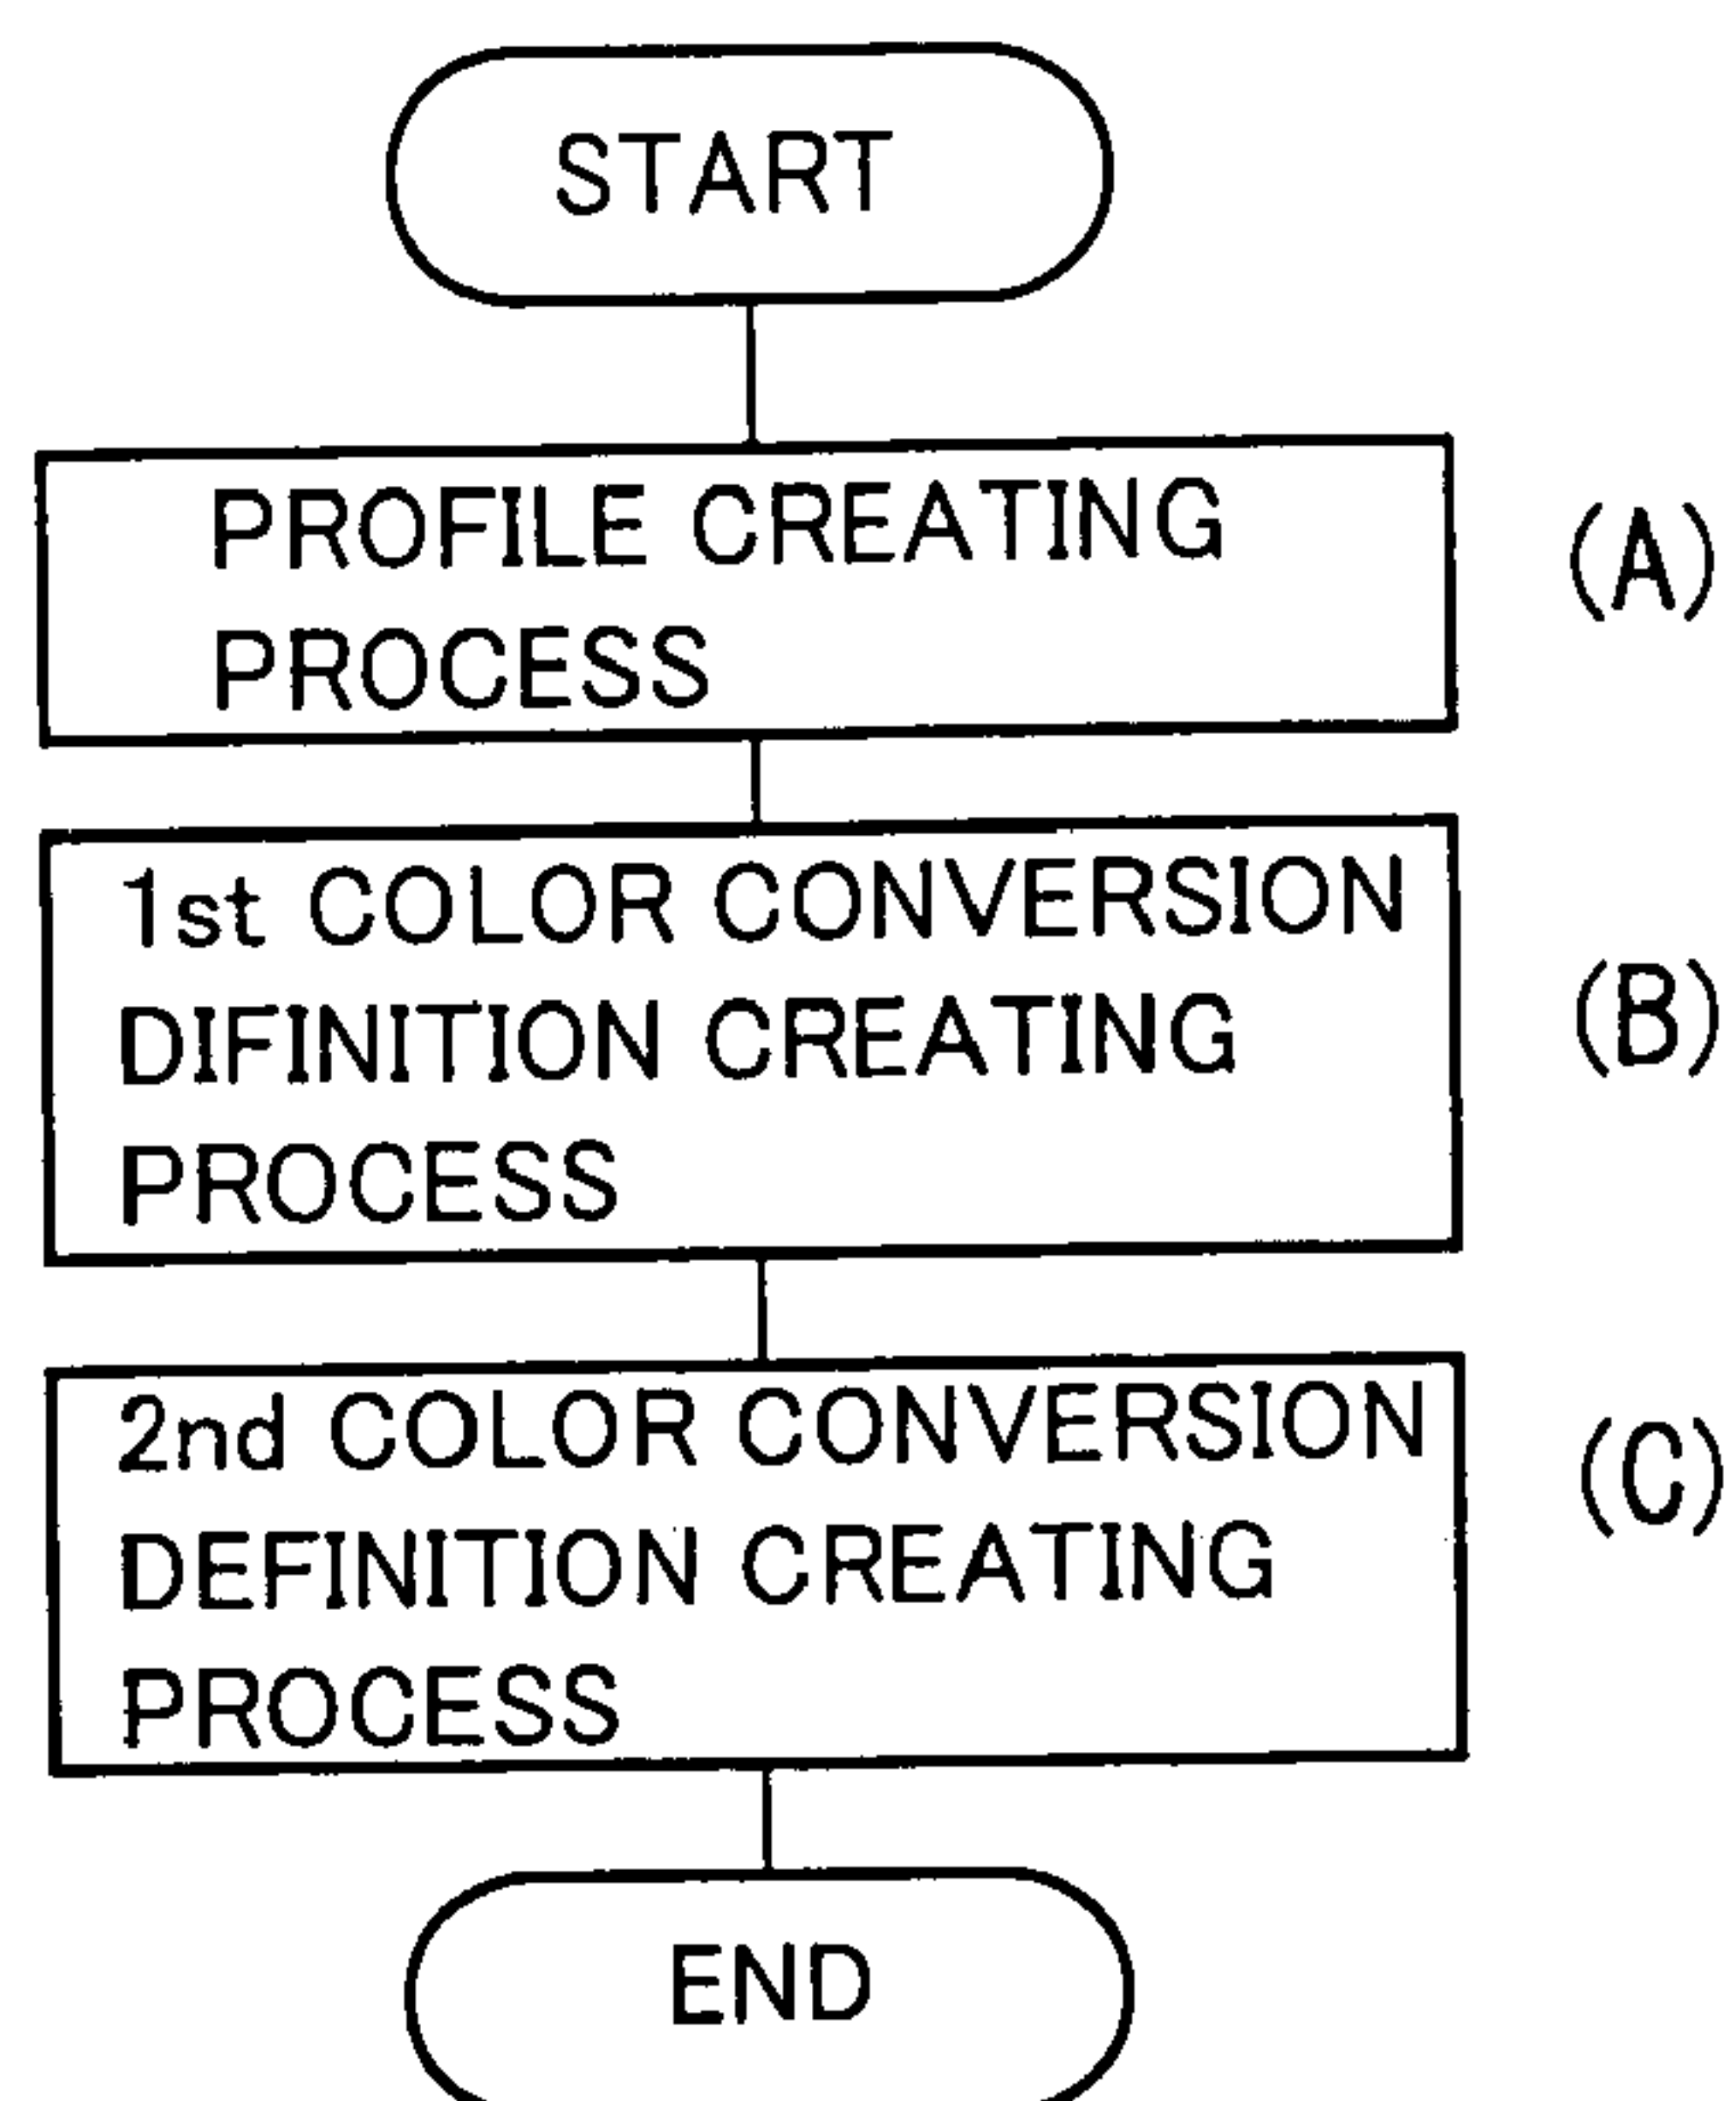 START
PROFILE CREATING
PROCESS
(A)
1st COLOR CONVERSION
DIFINITION CREATING
PROCESS
(B)
2nd COLOR CONVERSION
DEFINITION CREATING
PROCESS
(C)
END